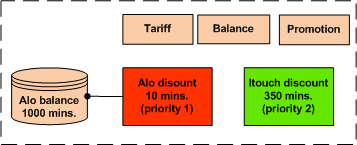 Tariff
Balance
Promotion
Alo balance
1000 mins.
Alo disount
10 mins.
(priority 1)
Itouch discount
350 mins.
(priority 2)